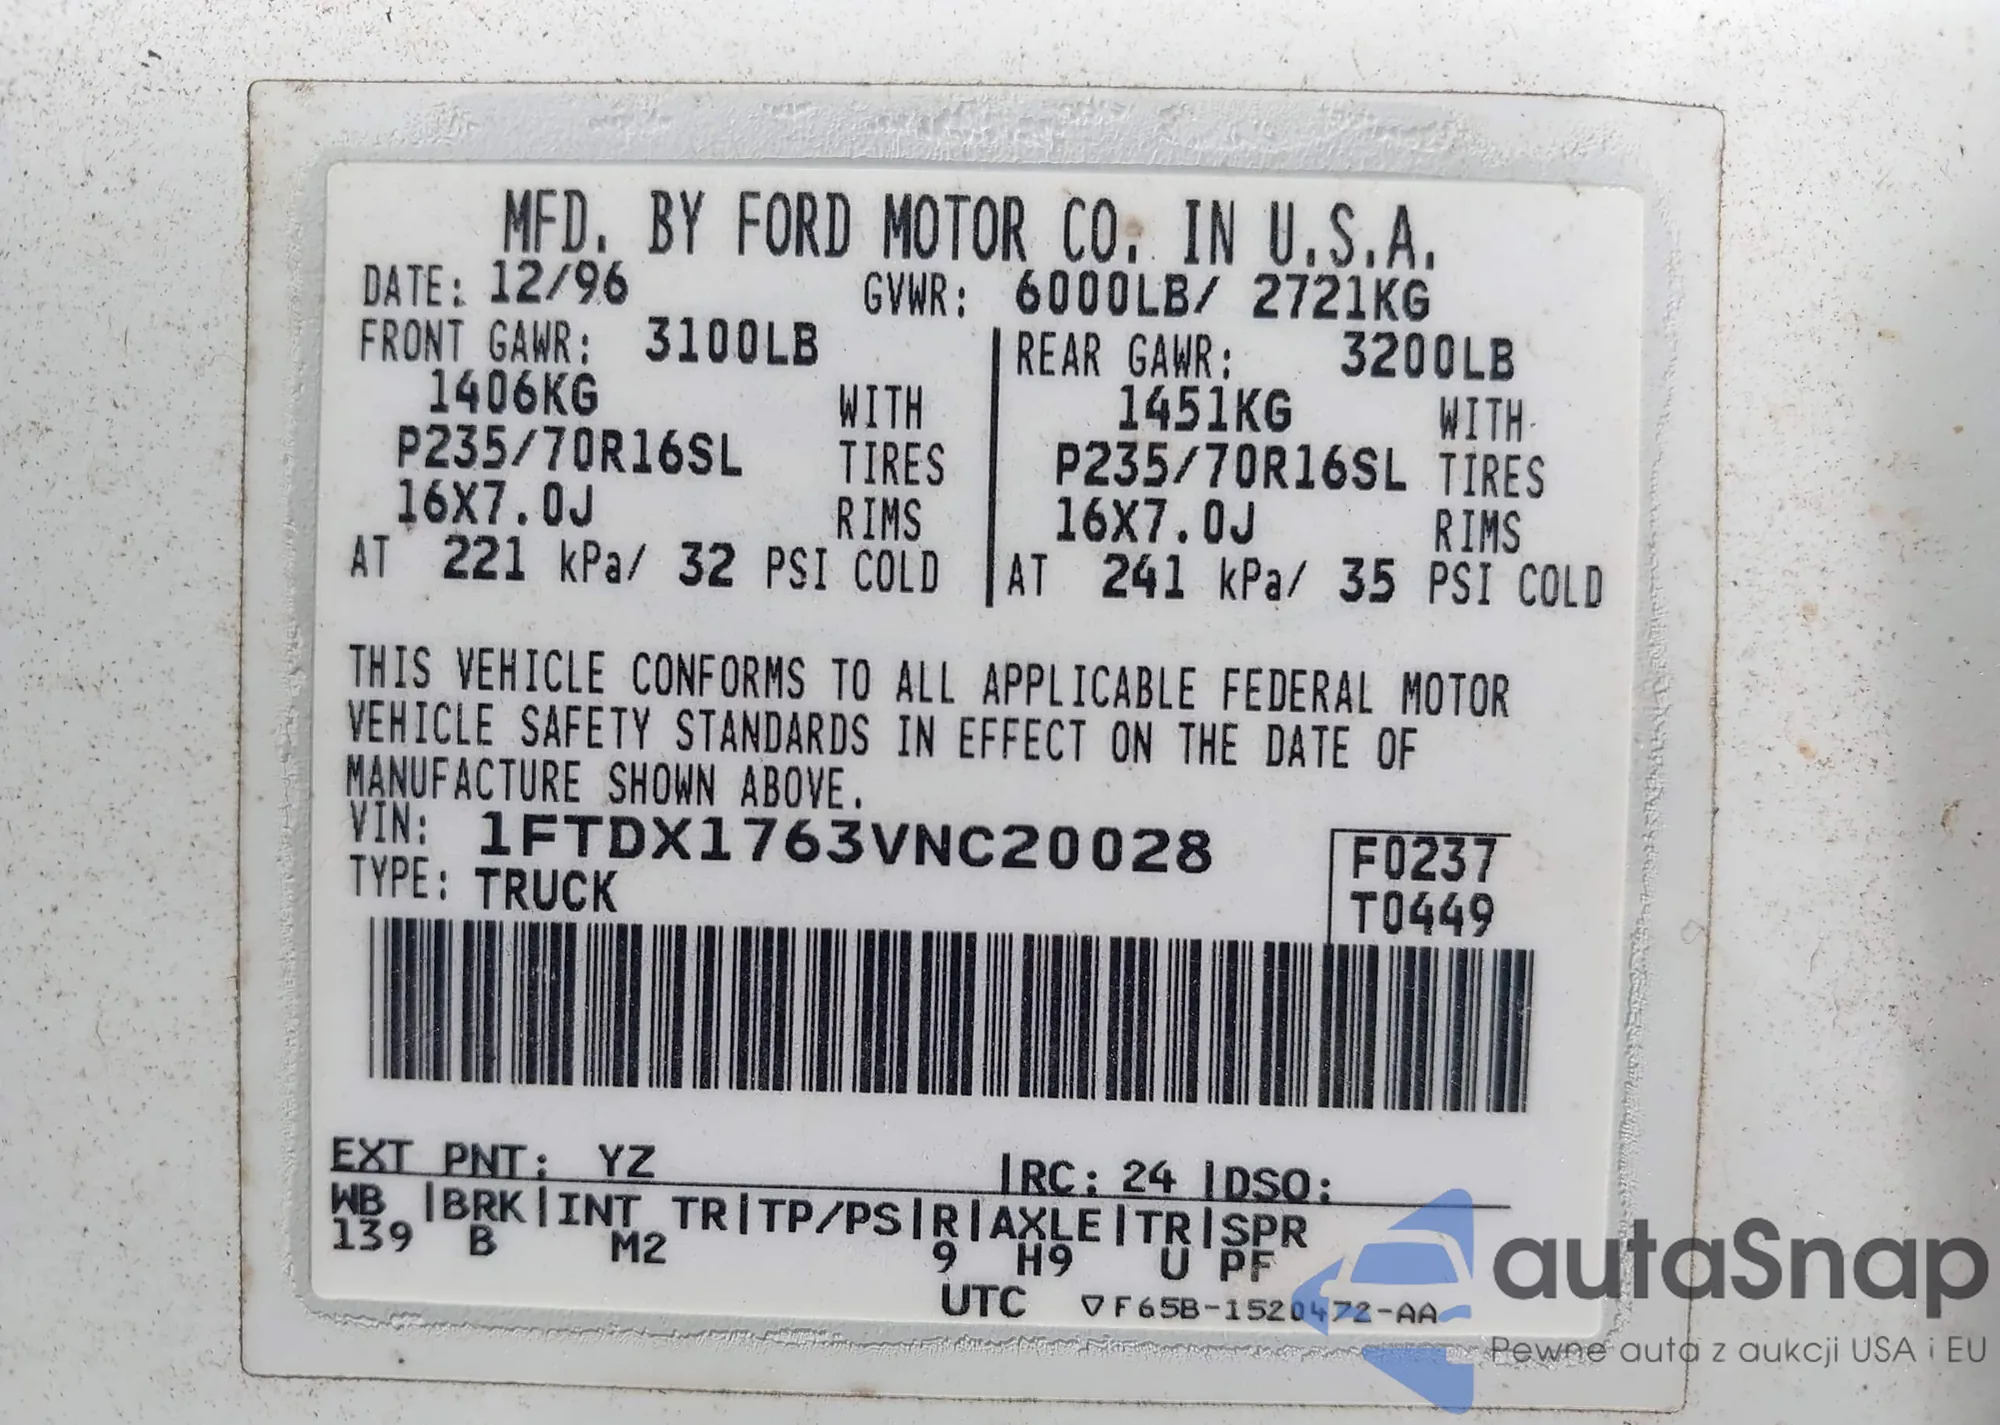 MFD. BY FORD MOTOR CO. IN U.S.A.
DATE: 12/96 GVWR: 6000LB/ 2721KG
FRONT GAWR: 3100LB REAR GAWR: 3200LB
1406KG WITH 1451KG WITH
P235/70R16SL TIRES P235/70R16SL TIRES
16X7.0J RIMS 16X7.0J RIMS
AT 221 kPa/ 32 PSI COLD AT 241 kPa/ 35 PSI COLD
THIS VEHICLE CONFORMS TO ALL APPLICABLE FEDERAL MOTOR
VEHICLE SAFETY STANDARDS IN EFFECT ON THE DATE OF
MANUFACTURE SHOWN ABOVE.
VIN: 1FTDX1763VNC20028 F0237
TYPE: TRUCK T0449
EXT PNT: YZ |RC: 24 |DSO:
WB |BRK|INT TR|TP/PS|R|AXLE|TR|SPR
139 B M2 9 H9 U PF
UTC ▽F65B-1520472-AA
autaSnap
Pewne auta z aukcji USA i EU